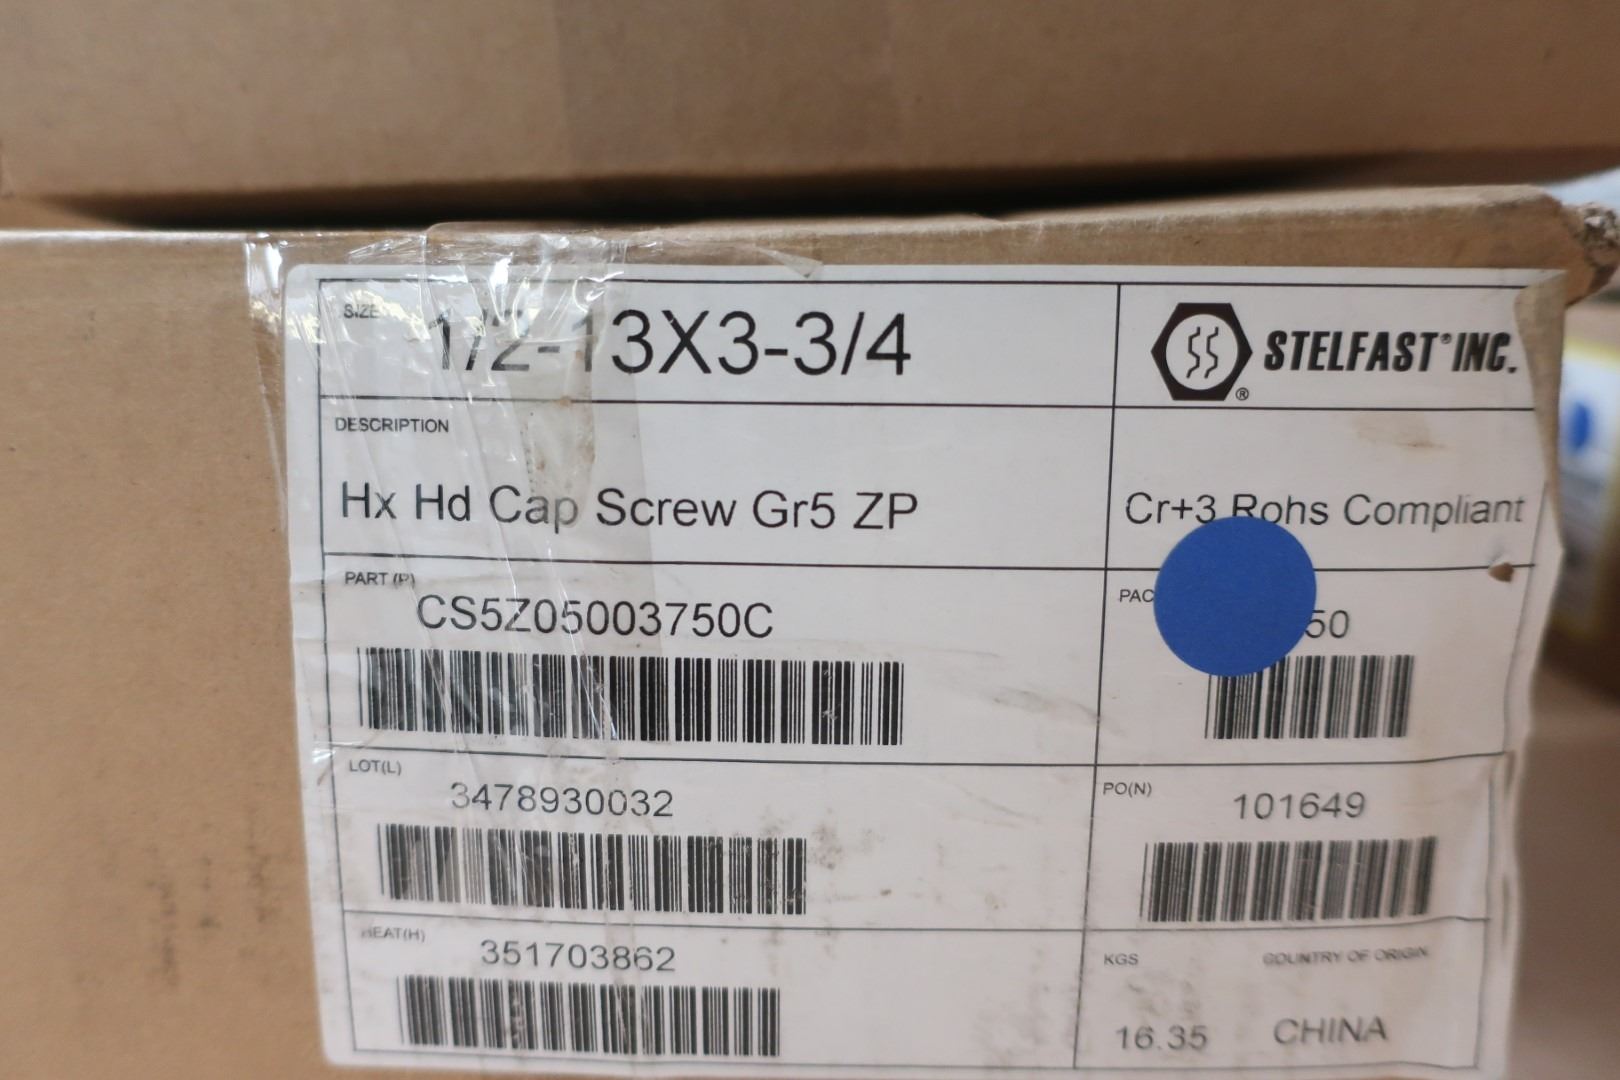 SIZE
1/2-13X3-3/4
STELFAST® INC.
®
DESCRIPTION
Hx Hd Cap Screw Gr5 ZP
Cr+3 Rohs Compliant
PART (P)
CS5Z05003750C
LOT(L)
3478930032
PO(N)
101649
HEAT(H)
351703862
KGS
16.35
COUNTRY OF ORIGIN
CHINA